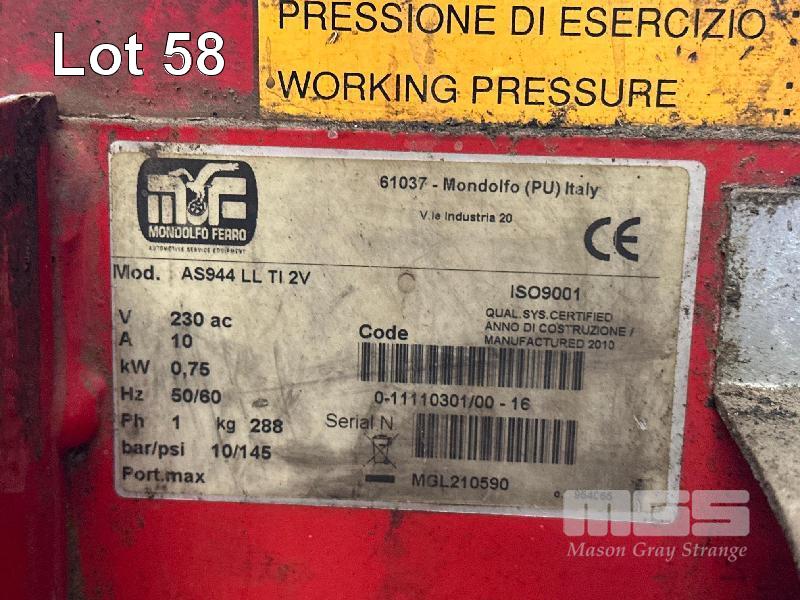 Lot 58
PRESSIONE DI ESERCIZIO
WORKING PRESSURE
61037 - Mondolfo (PU) Italy
V.le Industria 20
MF
MONDOLFO FERRO
AUTOMOTIVE SERVICE EQUIPMENT
CE
Mod. AS944 LL TI 2V
ISO9001
QUAL.SYS.CERTIFIED
ANNO DI COSTRUZIONE /
MANUFACTURED 2010
V 230 ac
A 10
Code
kW 0,75
Hz 50/60
0-11110301/00 - 16
Ph 1 kg 288
Serial N
bar/psi 10/145
Port.max
MGL210590
MGS
Mason Gray Strange